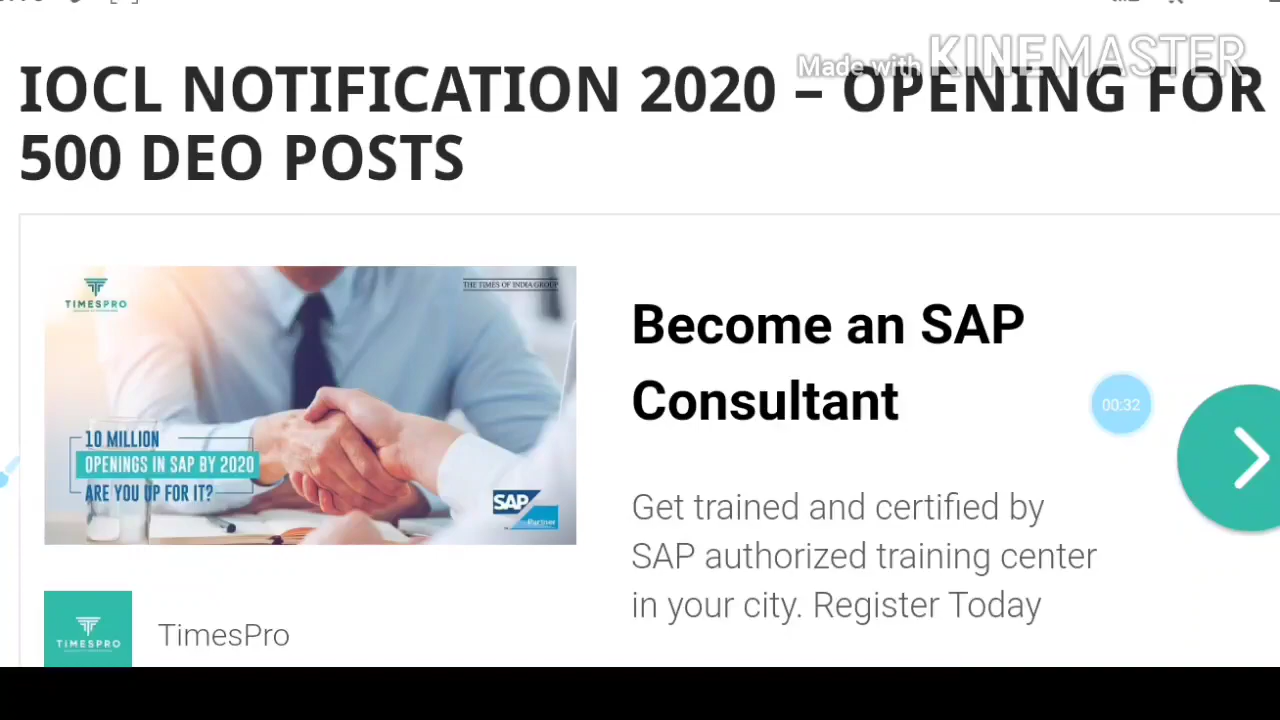 Made with KINEMASTER
IOCL NOTIFICATION 2020 – OPENING FOR
500 DEO POSTS
TIMESPRO
THE TIMES OF INDIA GROUP
10 MILLION
OPENINGS IN SAP BY 2020
ARE YOU UP FOR IT?
SAP
Partner
Become an SAP
Consultant
00:32
Get trained and certified by
SAP authorized training center
in your city. Register Today
TIMESPRO
TimesPro